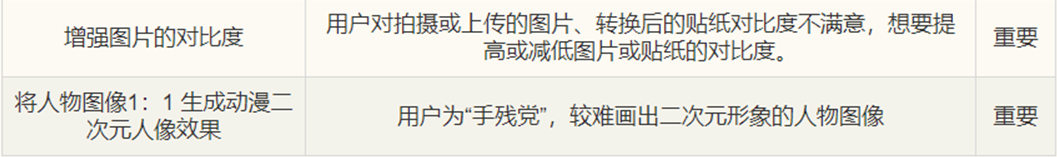 增强图片的对比度
用户对拍摄或上传的图片、转换后的贴纸对比度不满意，想要提
高或减低图片或贴纸的对比度。
重要
将人物图像1：1 生成动漫二
次元人像效果
用户为“手残党”，较难画出二次元形象的人物图像
重要